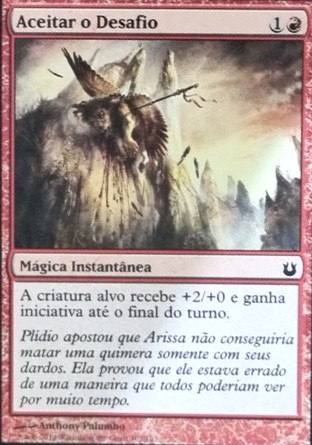 Aceitar o Desafio 1
Mágica Instantânea
A criatura alvo recebe +2/+0 e ganha
iniciativa até o final do turno.
Plídio apostou que Arissa não conseguiria
matar uma quimera somente com seus
dardos. Ela provou que ele estava errado
de uma maneira que todos poderiam ver
por muito tempo.
Anthony Palumbo